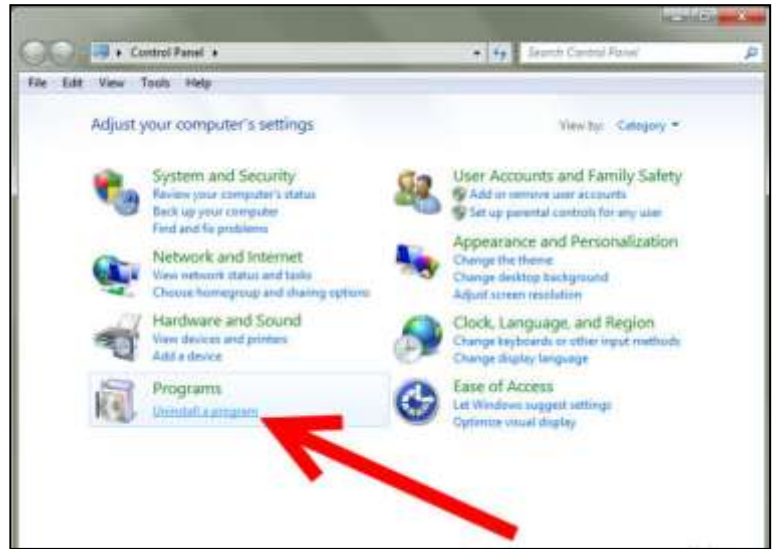 Control Panel
Search Control Panel
File Edit View Tools Help
Adjust your computer's settings
View by: Category
System and Security
Review your computer's status
Back up your computer
Find and fix problems
Network and Internet
View network status and tasks
Choose homegroup and sharing options
Hardware and Sound
View devices and printers
Add a device
Programs
Uninstall a program
User Accounts and Family Safety
Add or remove user accounts
Set up parental controls for any user
Appearance and Personalization
Change the theme
Change desktop background
Adjust screen resolution
Clock, Language, and Region
Change keyboards or other input methods
Change display language
Ease of Access
Let Windows suggest settings
Optimize visual display